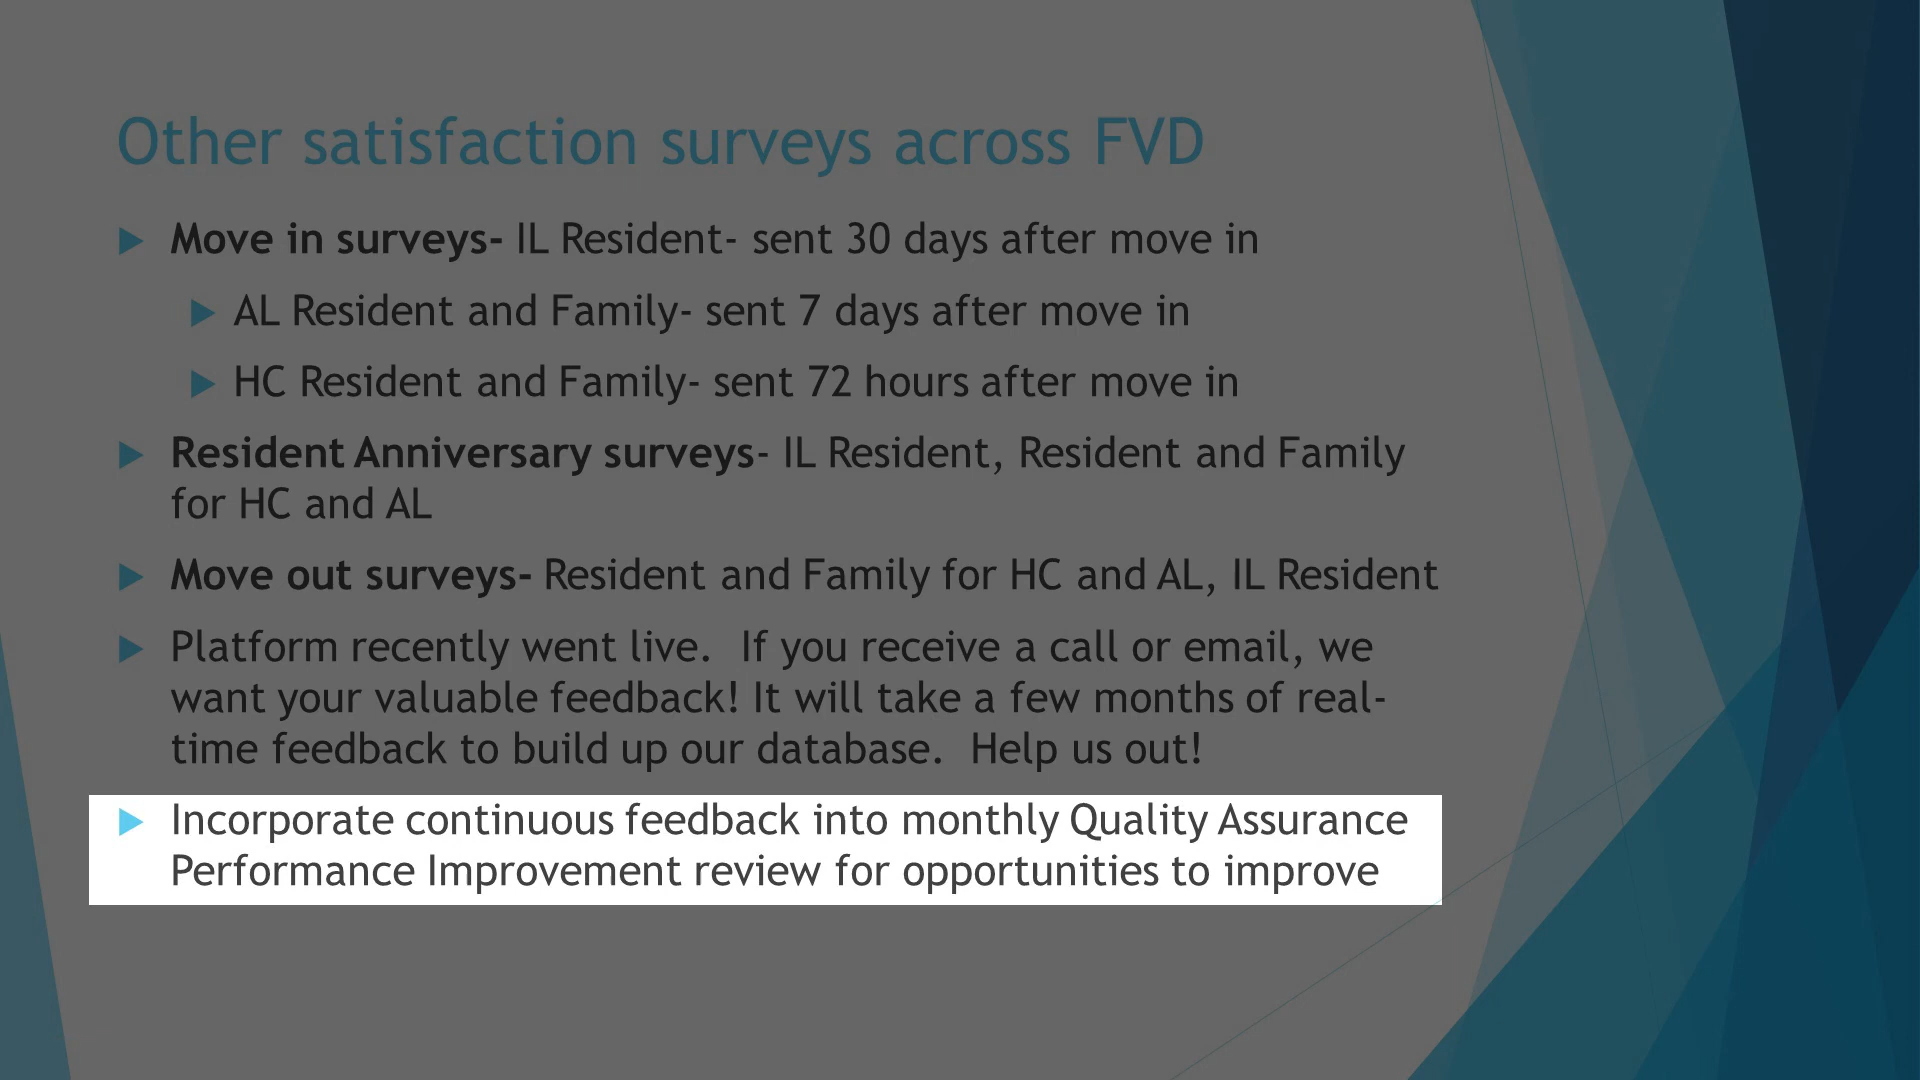 Other satisfaction surveys across FVD
Move in surveys- IL Resident- sent 30 days after move in
AL Resident and Family- sent 7 days after move in
HC Resident and Family- sent 72 hours after move in
Resident Anniversary surveys- IL Resident, Resident and Family
for HC and AL
Move out surveys- Resident and Family for HC and AL, IL Resident
Platform recently went live.  If you receive a call or email, we
want your valuable feedback! It will take a few months of real-
time feedback to build up our database.  Help us out!
Incorporate continuous feedback into monthly Quality Assurance
Performance Improvement review for opportunities to improve